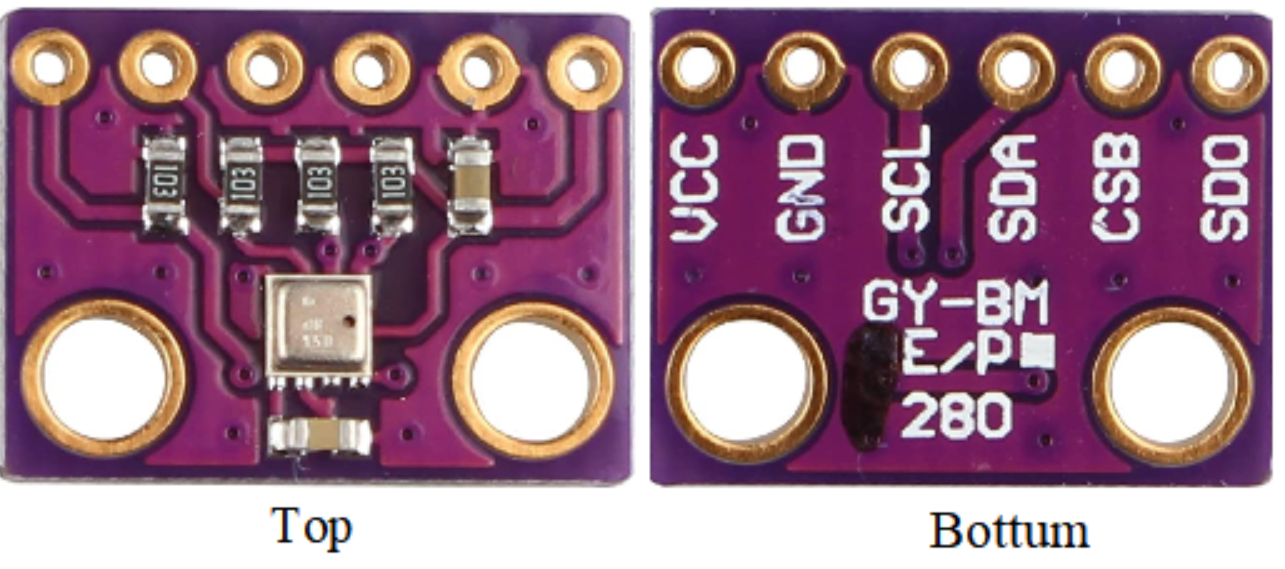 103
103
103
103
Top
VCC
GND
SCL
SDA
CSB
SDO
GY-BM
E/P
280
Bottum